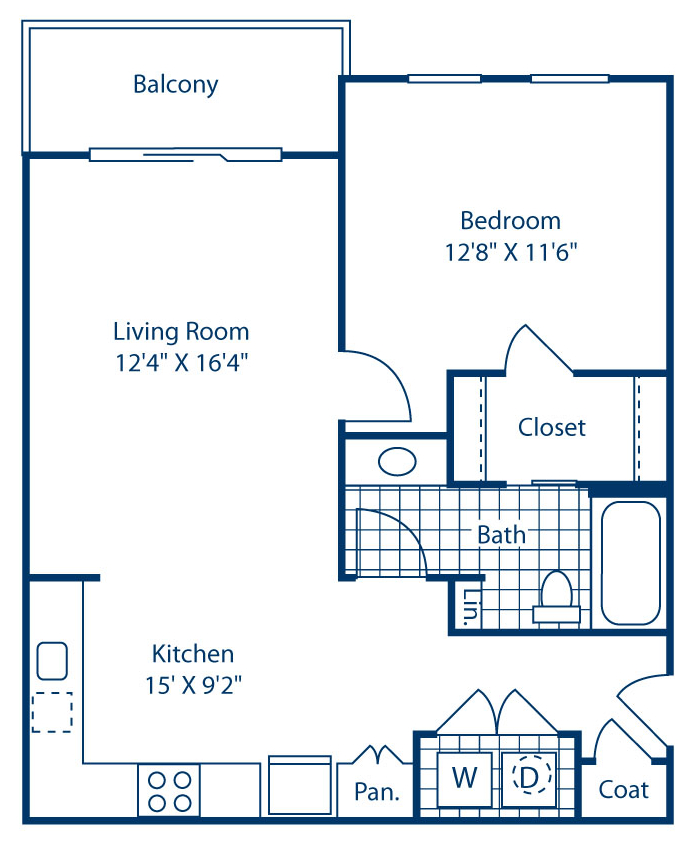 Balcony
Bedroom
12'8" X 11'6"
Living Room
12'4" X 16'4"
Closet
Bath
Lin.
Kitchen
15' X 9'2"
W
D
Pan.
Coat